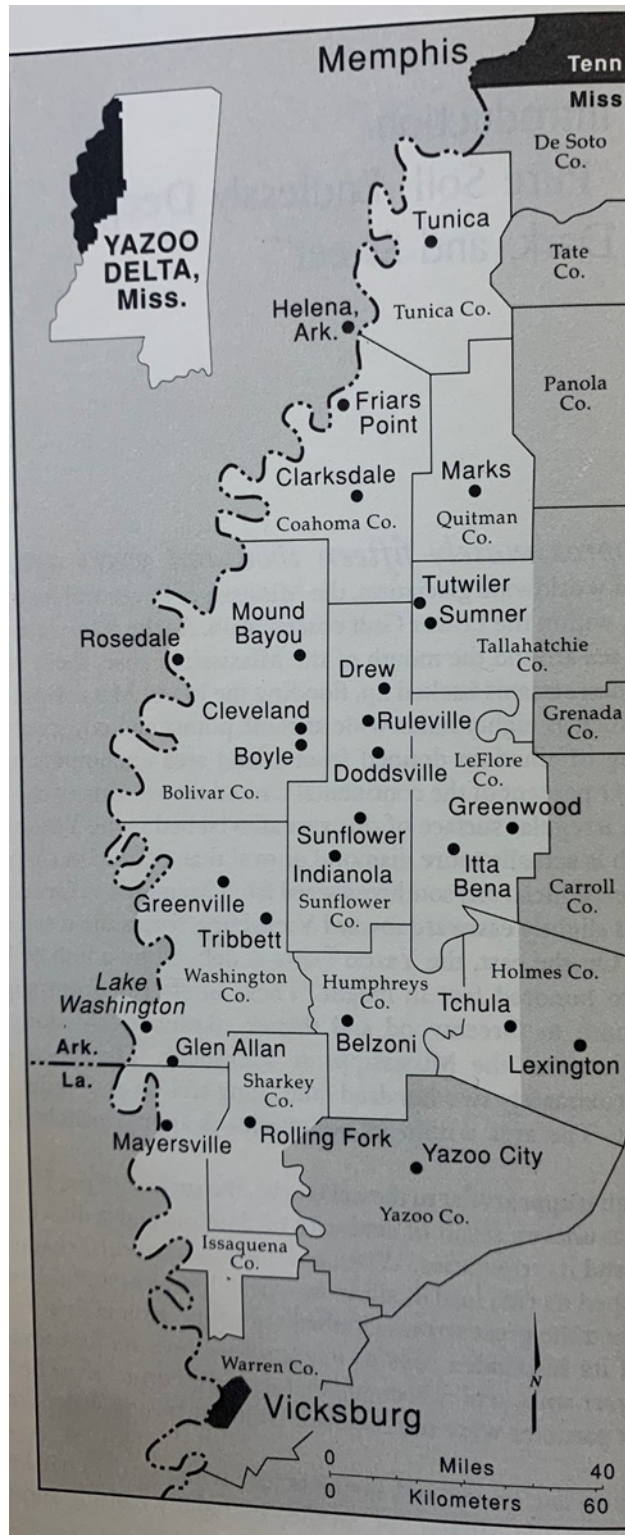 Memphis
Tenn
Miss
De Soto
Co.
YAZOO
DELTA,
Miss.
Tunica
Tate
Co.
Helena,
Ark.
Tunica Co.
Panola
Co.
Friars
Point
Clarksdale
Marks
Coahoma Co.
Quitman
Co.
Tutwiler
Sumner
Mound
Bayou
Rosedale
Tallahatchie
Co.
Drew
Cleveland
Ruleville
Grenada
Co.
Boyle
Doddsville
LeFlore
Co.
Bolivar Co.
Greenwood
Sunflower
Indianola
Itta
Bena
Sunflower
Co.
Carroll
Co.
Greenville
Tribbett
Washington
Co.
Humphreys
Co.
Holmes Co.
Lake
Washington
Tchula
Belzoni
Lexington
Ark.
La.
Glen Allan
Sharkey
Co.
Mayersville
Rolling Fork
Yazoo City
Yazoo Co.
Issaquena
Co.
Warren Co.
Vicksburg
N
0 Miles 40
0 Kilometers 60